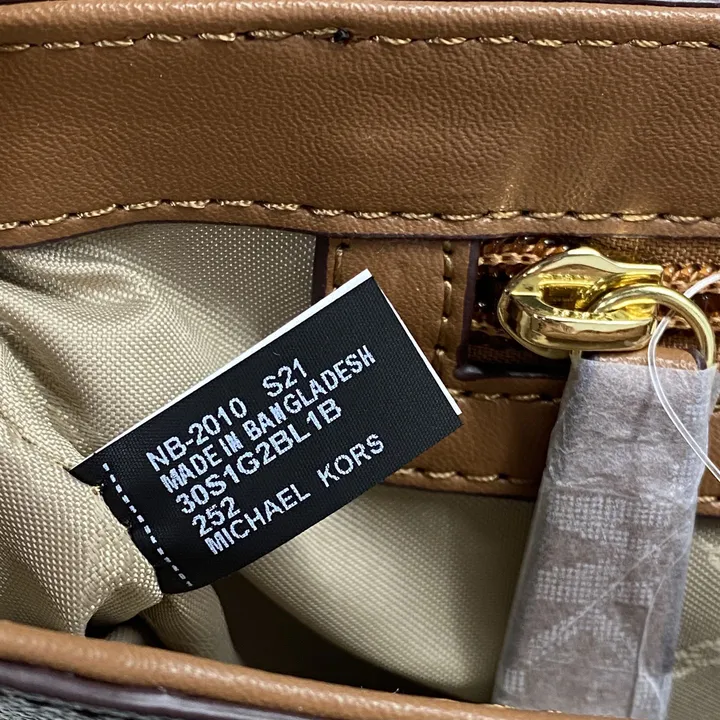 NB-2010 S21
MADE IN BANGLADESH
30S1G2BL1B
252
MICHAEL KORS